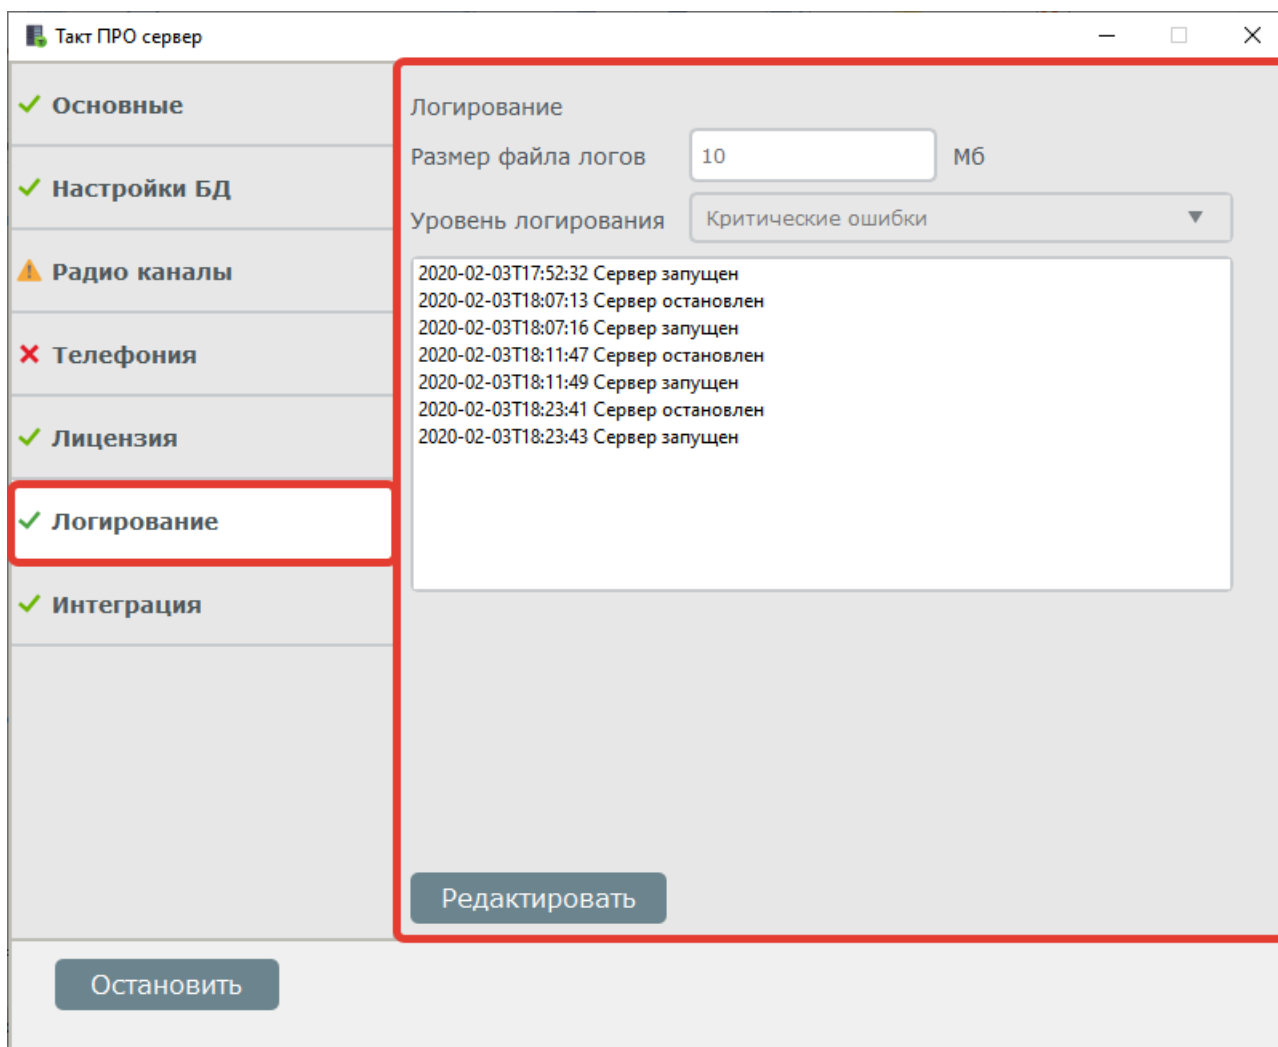 Такт ПРО сервер
Основные
Настройки БД
Радио каналы
Телефония
Лицензия
Логирование
Интеграция
Логирование
Размер файла логов 10 Мб
Уровень логирования Критические ошибки
2020-02-03T17:52:32 Сервер запущен
2020-02-03T18:07:13 Сервер остановлен
2020-02-03T18:07:16 Сервер запущен
2020-02-03T18:11:47 Сервер остановлен
2020-02-03T18:11:49 Сервер запущен
2020-02-03T18:23:41 Сервер остановлен
2020-02-03T18:23:43 Сервер запущен
Редактировать
Остановить